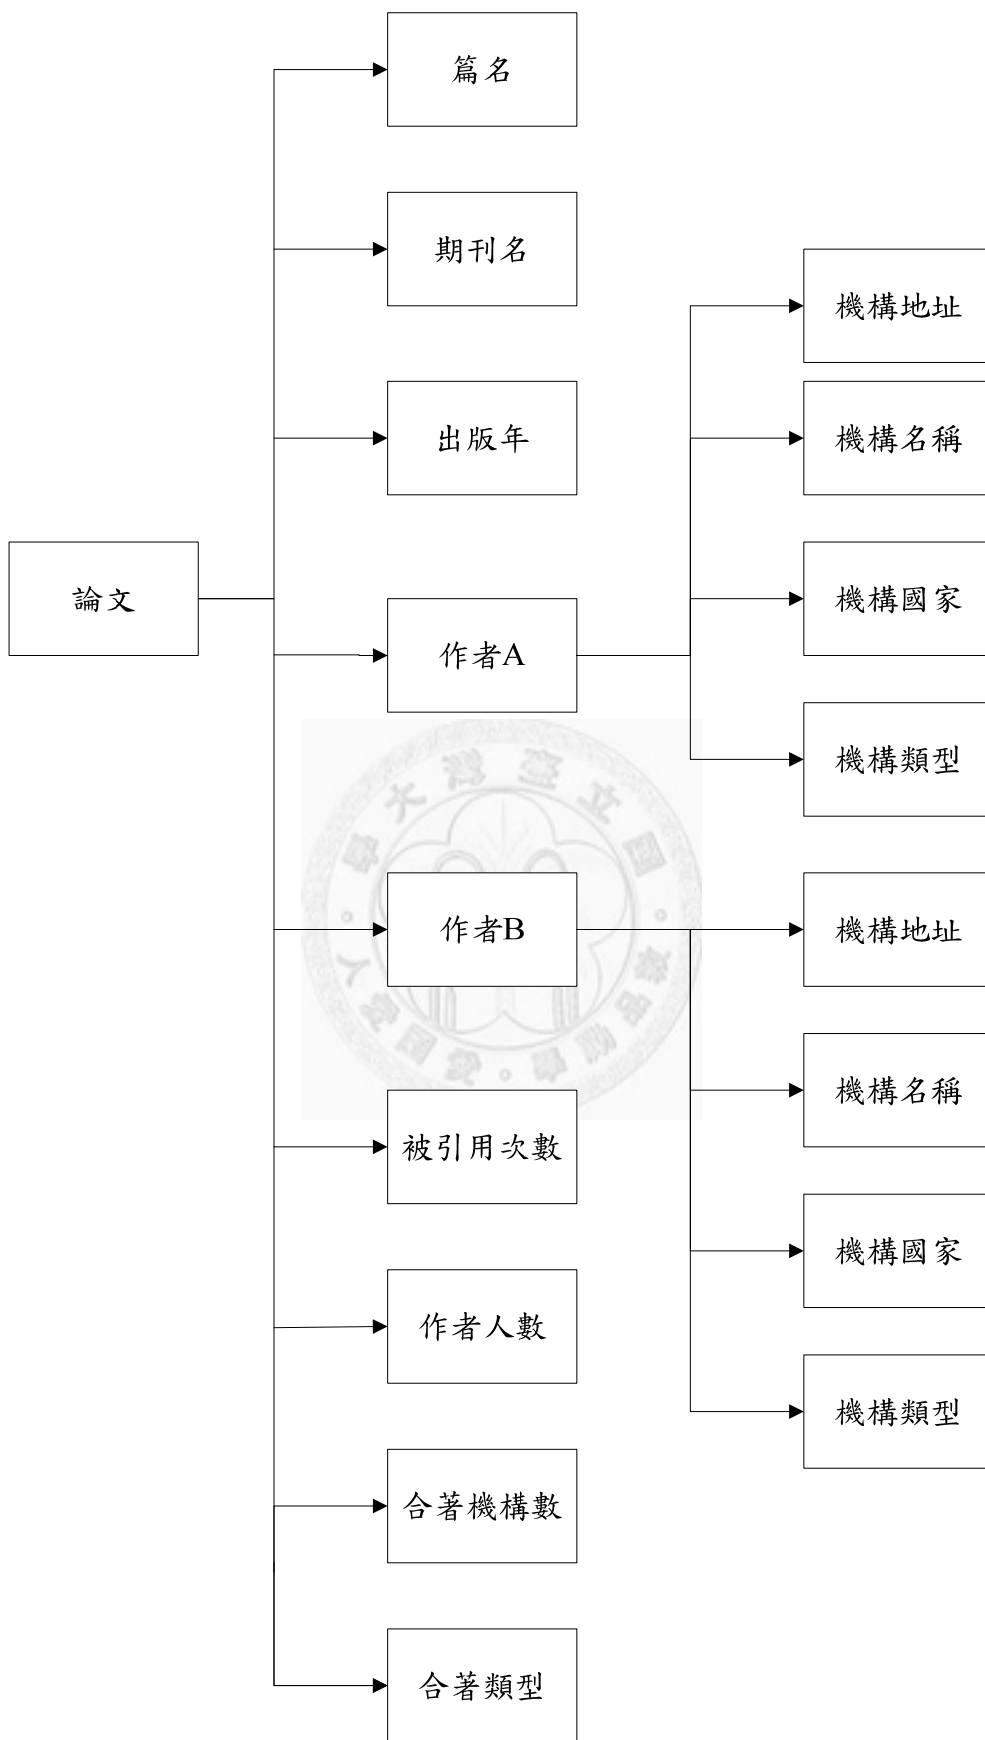 篇名
期刊名
出版年
論文
作者A
機構地址
機構名稱
機構國家
機構類型
作者B
機構地址
機構名稱
機構國家
機構類型
被引用次數
作者人數
合著機構數
合著類型